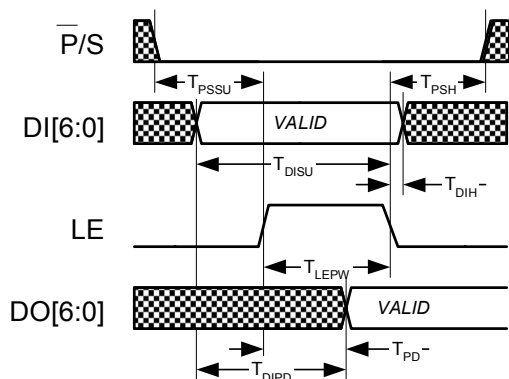 P̅/S
T_PSSU
T_PSH
DI[6:0]
VALID
T_DISU
T_DIH
LE
T_LEPW
DO[6:0]
VALID
T_PD
T_DIPD